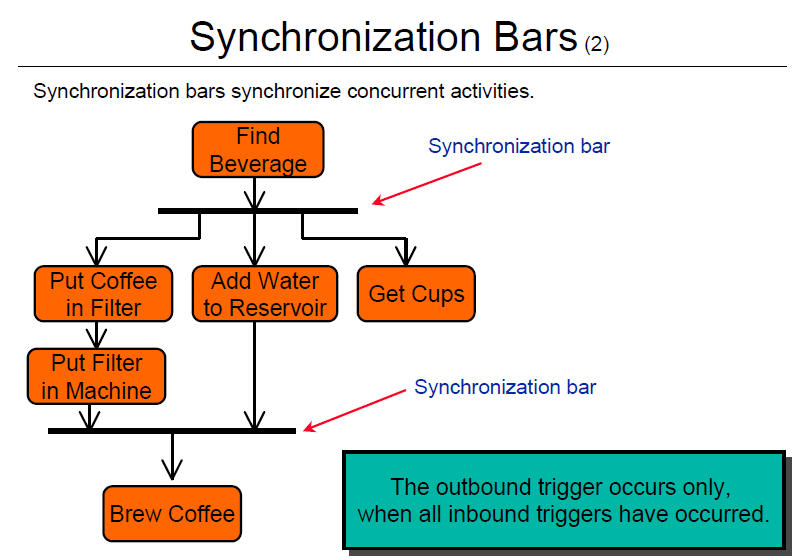 Synchronization Bars (2)
Synchronization bars synchronize concurrent activities.
Find
Beverage
Synchronization bar
Put Coffee
in Filter
Add Water
to Reservoir
Get Cups
Put Filter
in Machine
Synchronization bar
Brew Coffee
The outbound trigger occurs only,
when all inbound triggers have occurred.